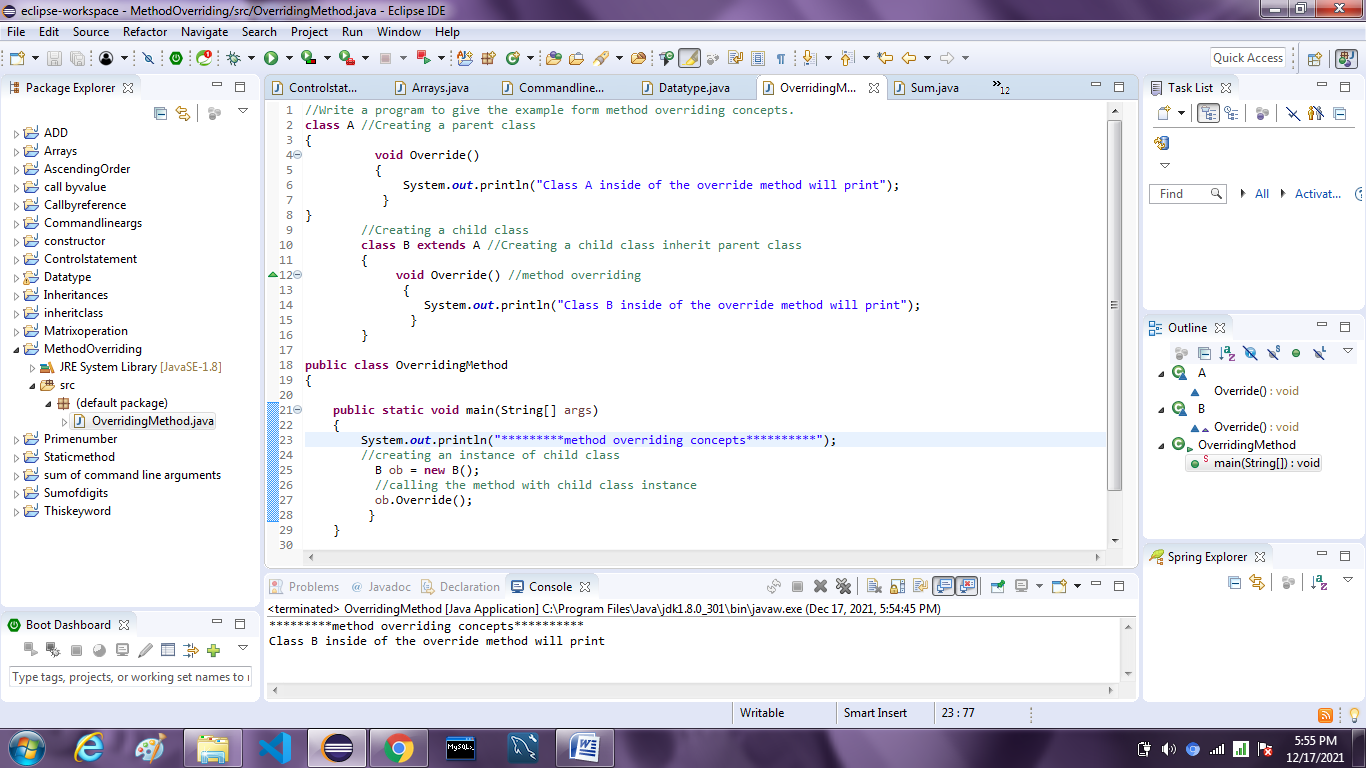 eclipse-workspace - MethodOverriding/src/OverridingMethod.java - Eclipse IDE
File Edit Source Refactor Navigate Search Project Run Window Help
Quick Access
Package Explorer
ADD
Arrays
AscendingOrder
call byvalue
Callbyreference
Commandlineargs
constructor
Controlstatement
Datatype
Inheritances
inheritclass
Matrixoperation
MethodOverriding
JRE System Library [JavaSE-1.8]
src
(default package)
OverridingMethod.java
Primenumber
Staticmethod
sum of command line arguments
Sumofdigits
Thiskeyword
Boot Dashboard
Type tags, projects, or working set names to
Controlstat... Arrays.java Commandline... Datatype.java OverridingM... Sum.java »12
1 //Write a program to give the example form method overriding concepts.
2 class A //Creating a parent class
3 {
4 void Override()
5 {
6 System.out.println("Class A inside of the override method will print");
7 }
8 }
9 //Creating a child class
10 class B extends A //Creating a child class inherit parent class
11 {
12 void Override() //method overriding
13 {
14 System.out.println("Class B inside of the override method will print");
15 }
16 }
17
18 public class OverridingMethod
19 {
20
21 public static void main(String[] args)
22 {
23 System.out.println("*********method overriding concepts**********");
24 //creating an instance of child class
25 B ob = new B();
26 //calling the method with child class instance
27 ob.Override();
28 }
29 }
30
Problems @ Javadoc Declaration Console
<terminated> OverridingMethod [Java Application] C:\Program Files\Java\jdk1.8.0_301\bin\javaw.exe (Dec 17, 2021, 5:54:45 PM)
*********method overriding concepts**********
Class B inside of the override method will print
Task List
Find All Activat...
Outline
A
Override() : void
B
Override() : void
OverridingMethod
main(String[]) : void
Spring Explorer
Writable Smart Insert 23 : 77
MySQL
5:55 PM
12/17/2021